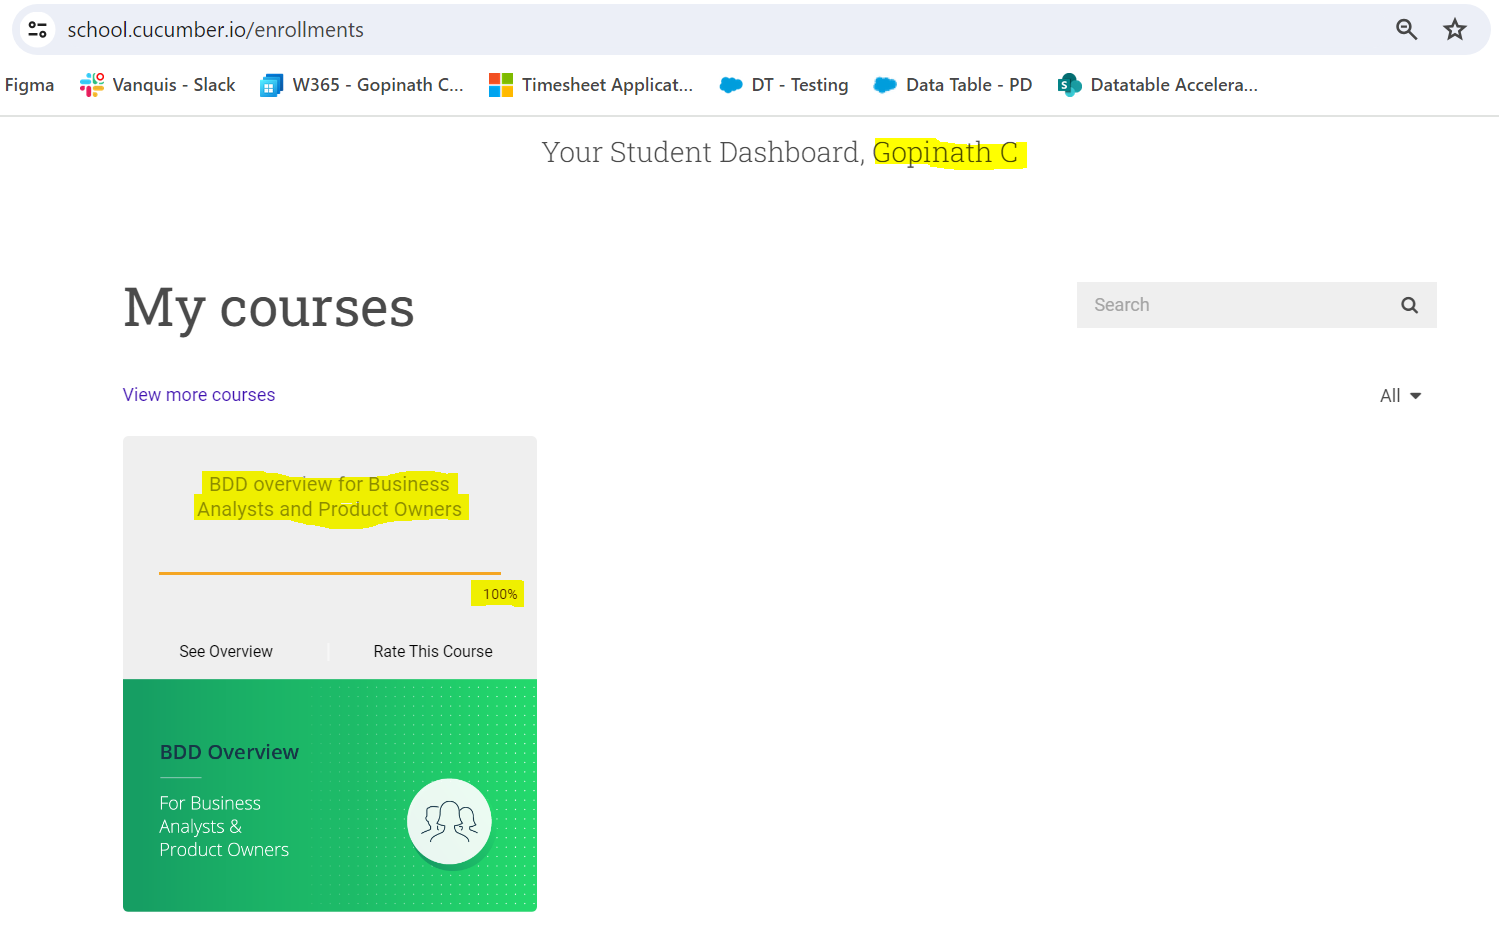 school.cucumber.io/enrollments
Figma Vanquis - Slack W365 - Gopinath C... Timesheet Applicat... DT - Testing Data Table - PD Datatable Accelera...
Your Student Dashboard, Gopinath C
My courses
Search
View more courses
All
BDD overview for Business
Analysts and Product Owners
100%
See Overview Rate This Course
BDD Overview
For Business
Analysts &
Product Owners